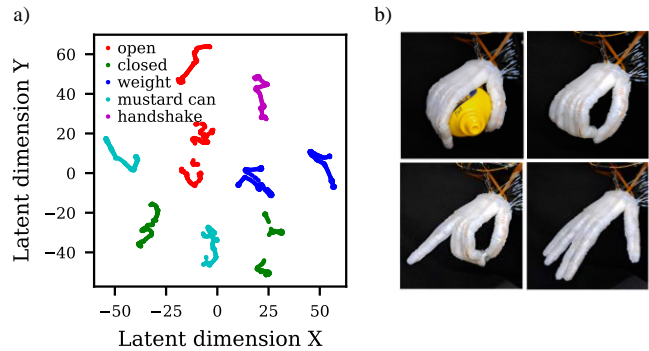 a)
b)
Latent dimension Y
60
40
20
0
−20
−40
open
closed
weight
mustard can
handshake
−50
−25
0
25
50
Latent dimension X